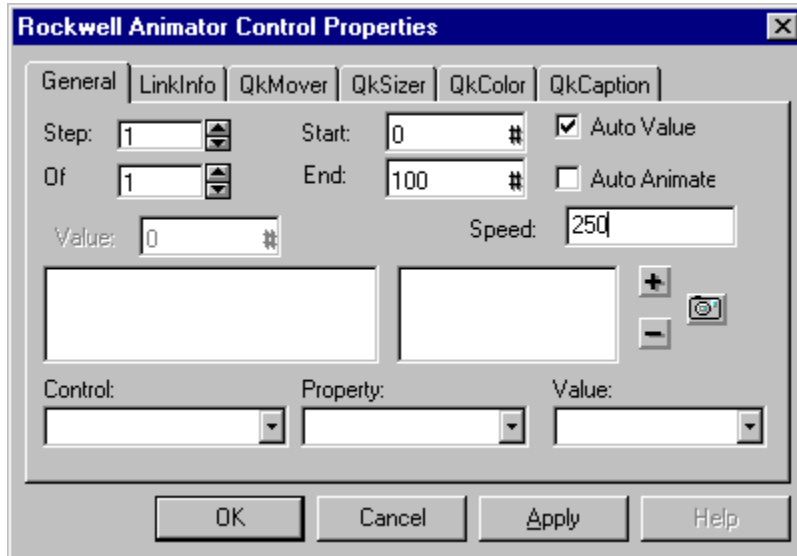 Rockwell Animator Control Properties
General LinkInfo QkMover QkSizer QkColor QkCaption
Step: 1 Start: 0 # Auto Value
Of 1 End: 100 # Auto Animate
Value: 0 # Speed: 250
Control: Property: Value:
OK Cancel Apply Help